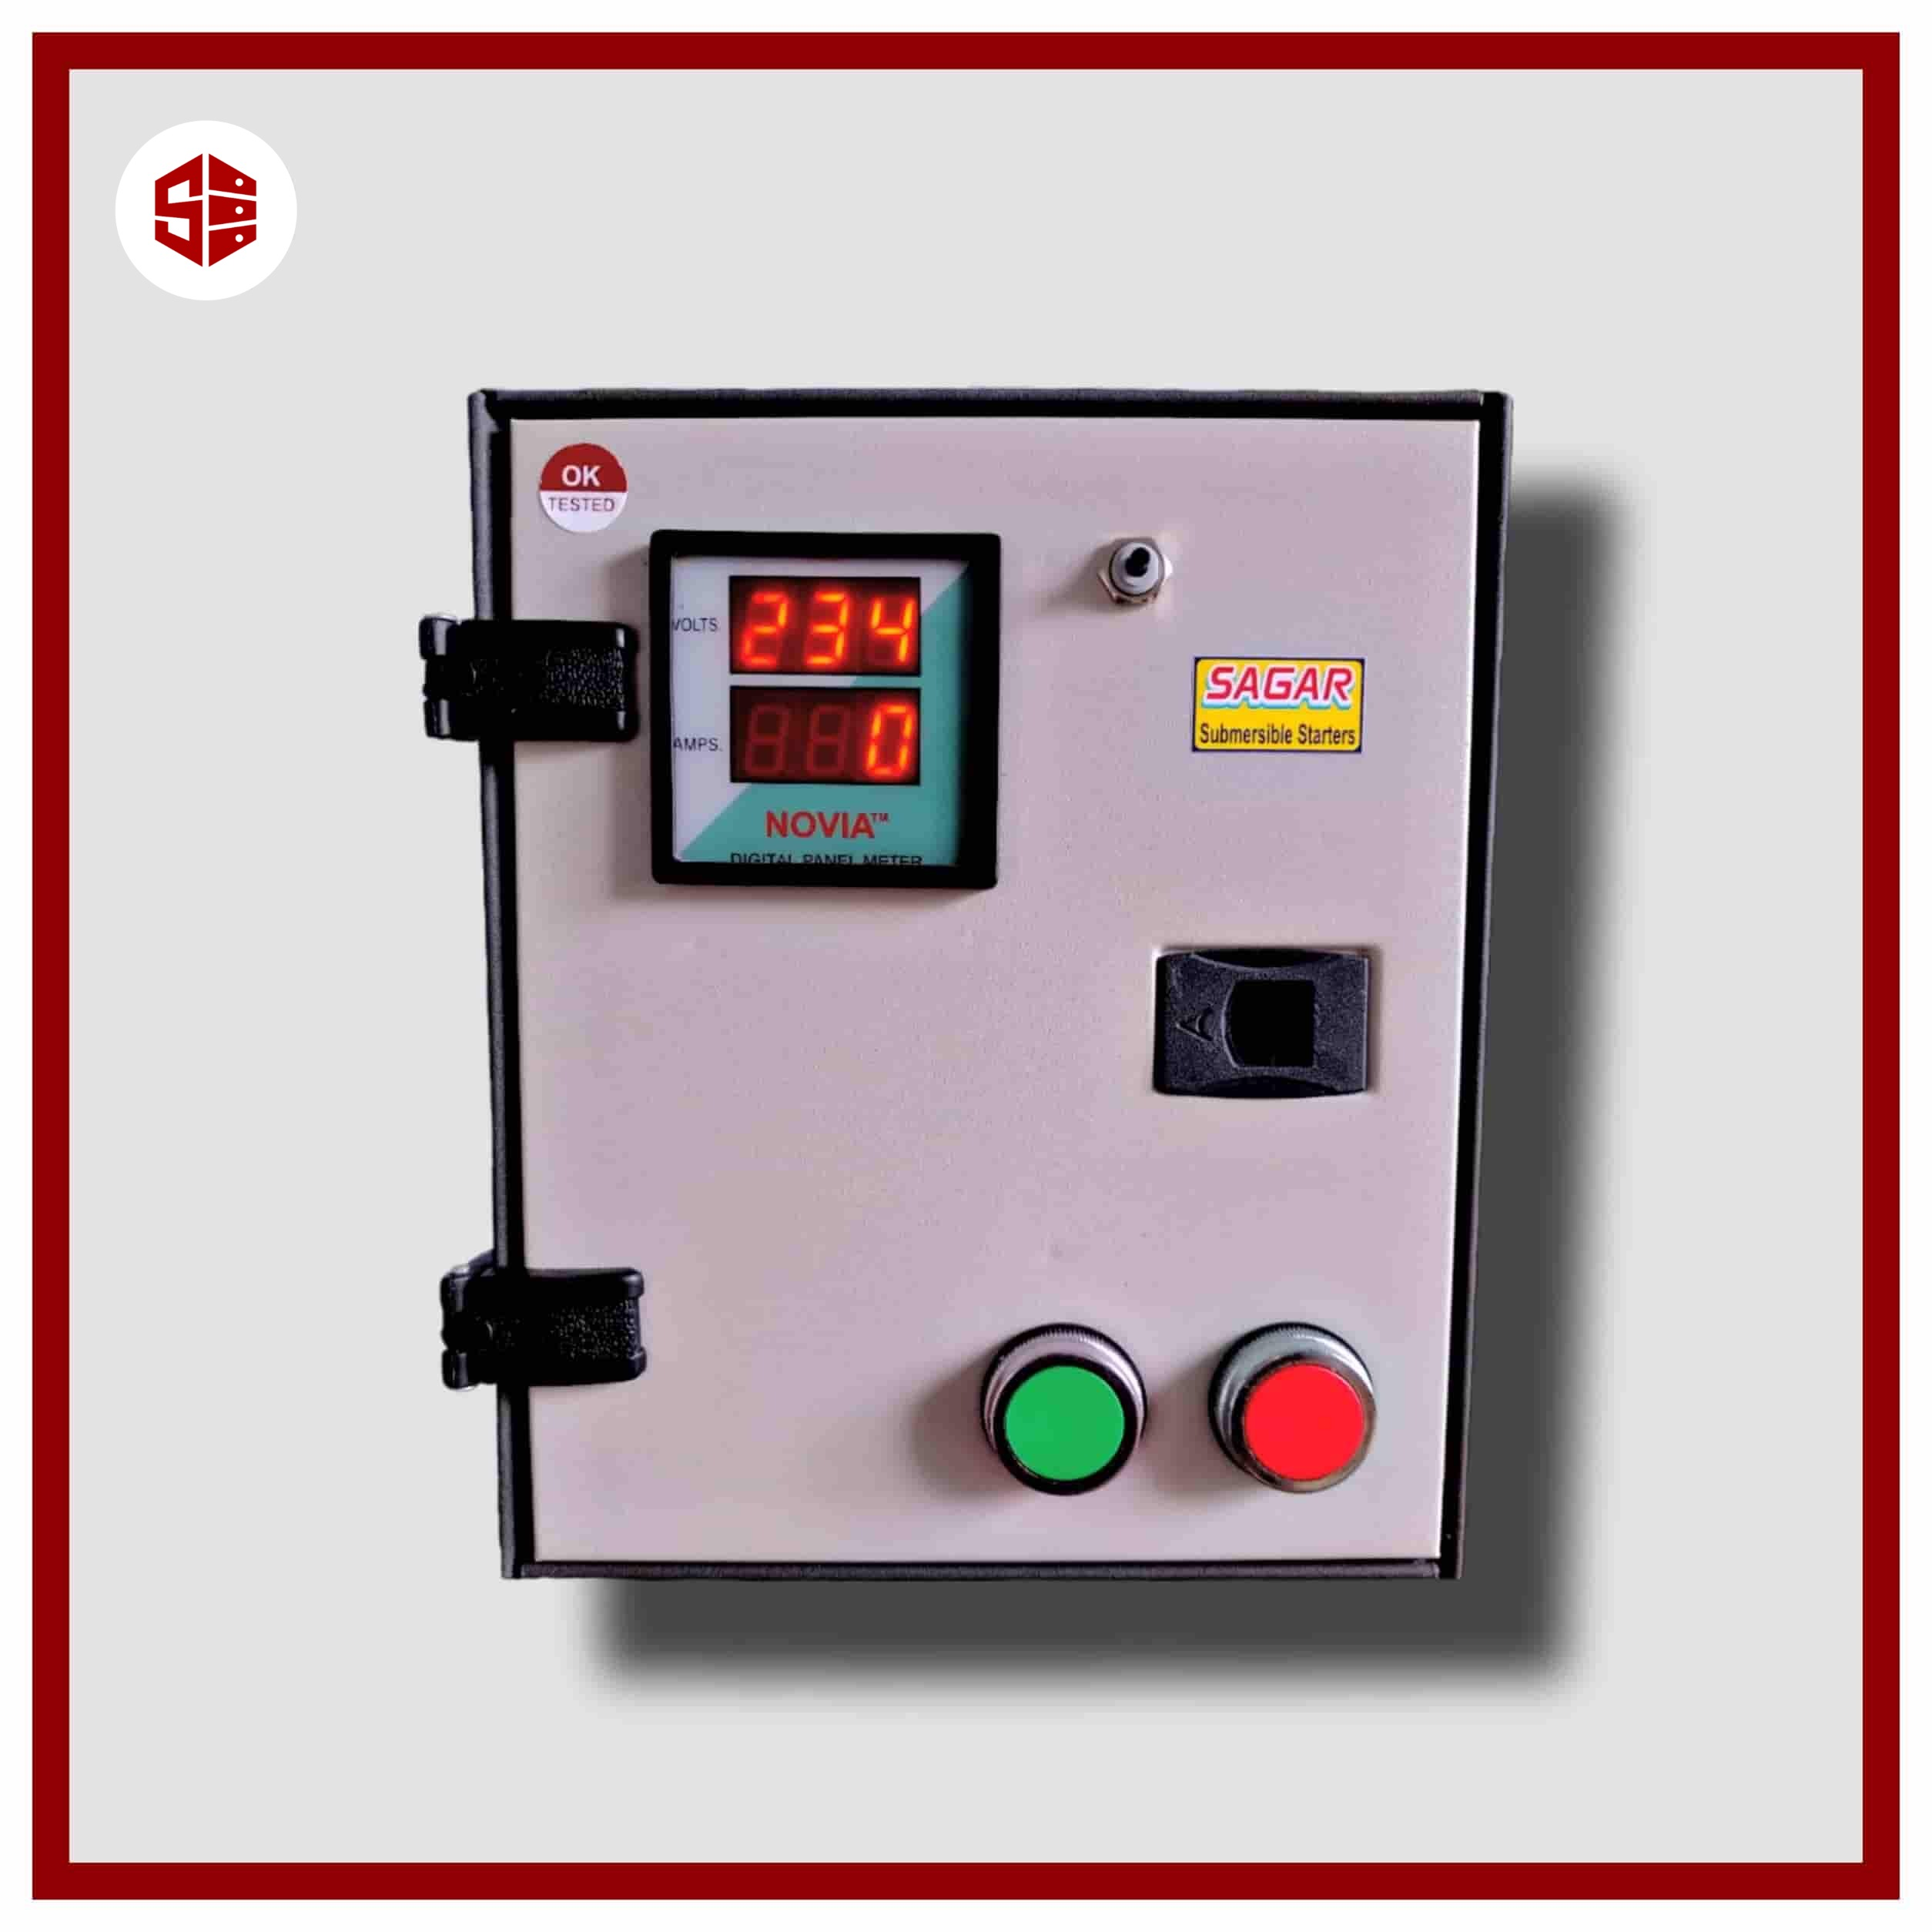 OK
TESTED
VOLTS.
234
AMPS.
0
NOVIA™
DIGITAL PANEL METER
SAGAR
Submersible Starters